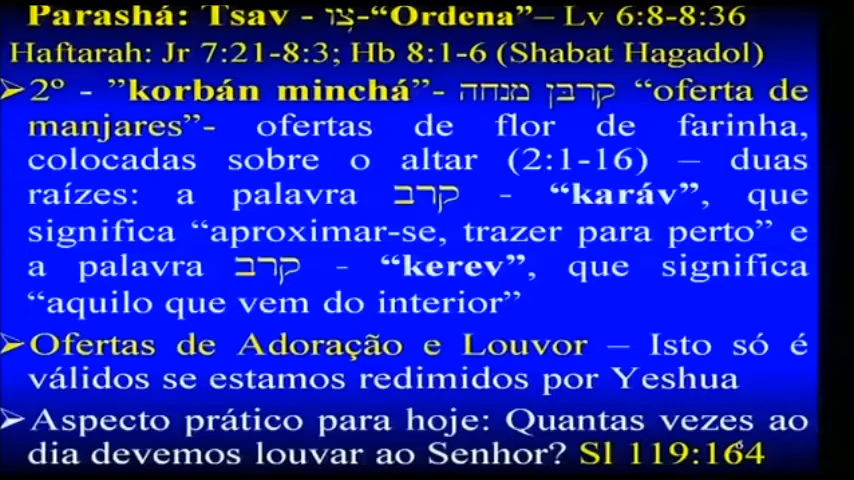 Parashá: Tsav - צו-“Ordena”– Lv 6:8-8:36
Haftarah: Jr 7:21-8:3; Hb 8:1-6 (Shabat Hagadol)
➢2º - ”korbán minchá”- קרבן מנחה “oferta de
manjares”- ofertas de flor de farinha,
colocadas sobre o altar (2:1-16) – duas
raízes: a palavra קרב - “karáv”, que
significa “aproximar-se, trazer para perto” e
a palavra קרב - “kerev”, que significa
“aquilo que vem do interior”
➢Ofertas de Adoração e Louvor – Isto só é
válidos se estamos redimidos por Yeshua
➢Aspecto prático para hoje: Quantas vezes ao
dia devemos louvar ao Senhor? Sl 119:164